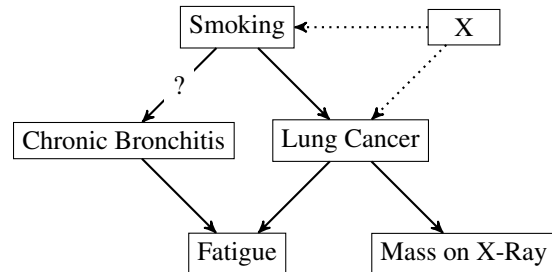 Smoking
X
?
Chronic Bronchitis
Lung Cancer
Fatigue
Mass on X-Ray